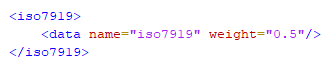 <iso7919>
    <data name="iso7919" weight="0.5"/>
</iso7919>